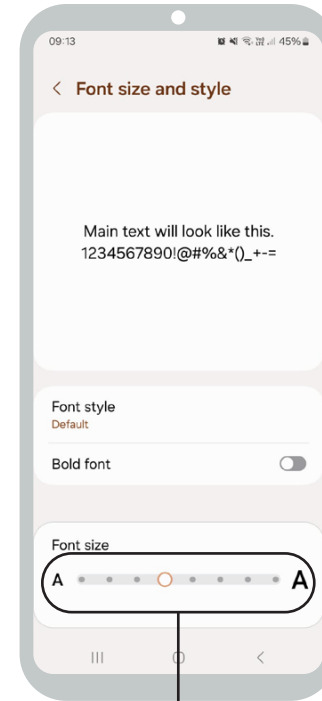 09:13 45%
< Font size and style
Main text will look like this.
1234567890!@#%&*()_+-=
Font style
Default
Bold font
Font size
A A